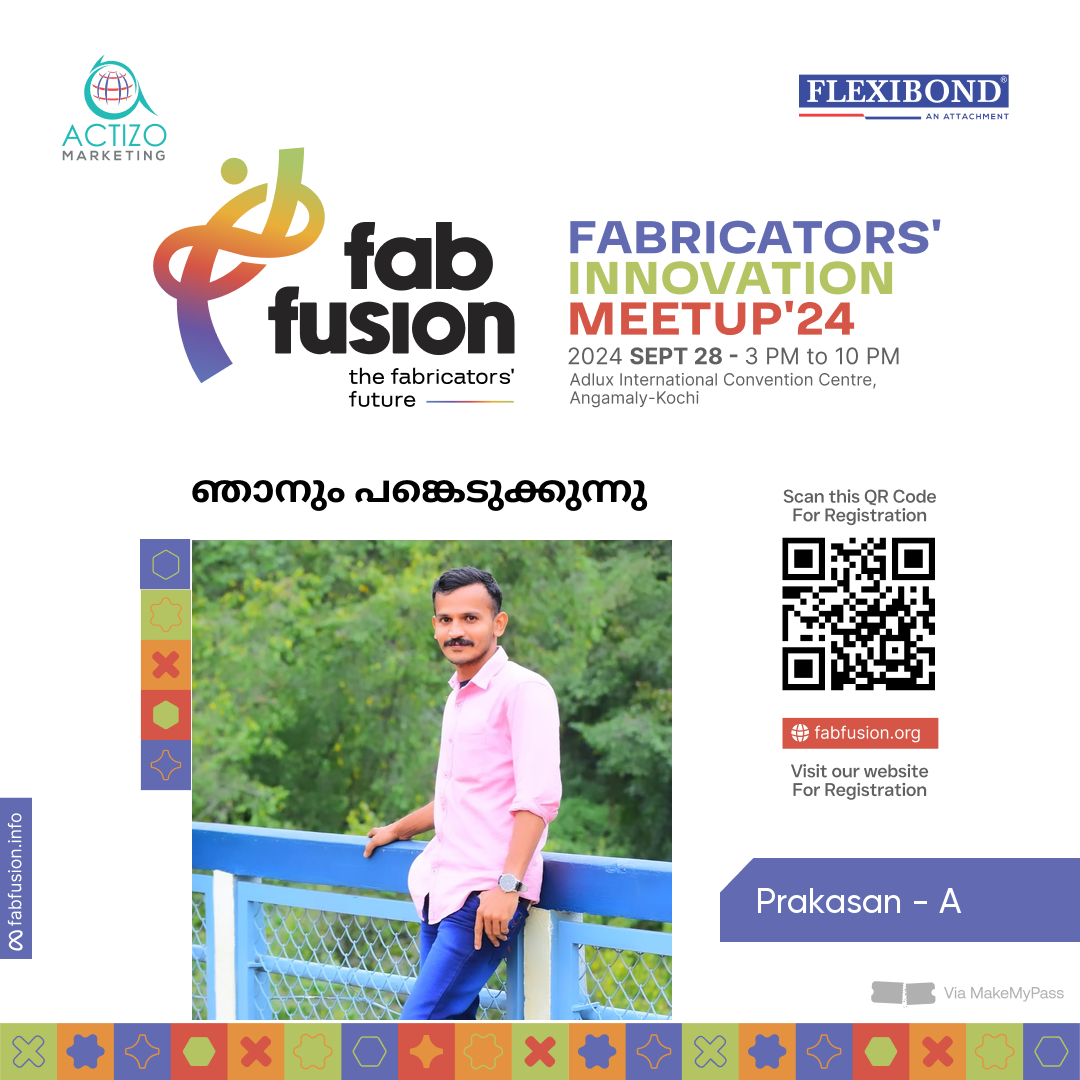 ACTIZO
MARKETING
FLEXIBOND®
AN ATTACHMENT
fab
fusion
the fabricators'
future
FABRICATORS'
INNOVATION
MEETUP'24
2024 SEPT 28 - 3 PM to 10 PM
Adlux International Convention Centre,
Angamaly-Kochi
ഞാനും പങ്കെടുക്കുന്നു
Scan this QR Code
For Registration
fabfusion.org
Visit our website
For Registration
fabfusion.info
Prakasan - A
Via MakeMyPass